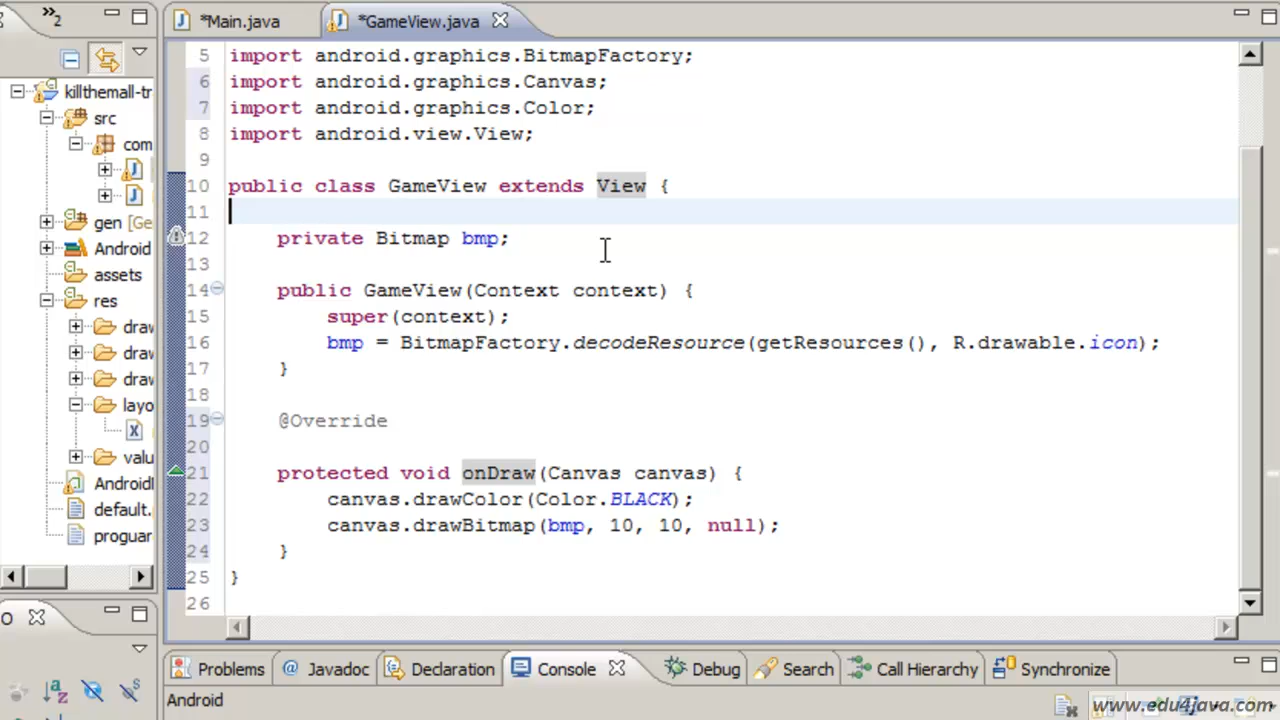 »2
*Main.java
*GameView.java
killthemall-tr
src
com
gen [Ge
Android
assets
res
draw
draw
draw
layo
valu
AndroidI
default.
proguar
5 import android.graphics.BitmapFactory;
6 import android.graphics.Canvas;
7 import android.graphics.Color;
8 import android.view.View;
9
10 public class GameView extends View {
11
12 private Bitmap bmp;
13
14 public GameView(Context context) {
15 super(context);
16 bmp = BitmapFactory.decodeResource(getResources(), R.drawable.icon);
17 }
18
19 @Override
20
21 protected void onDraw(Canvas canvas) {
22 canvas.drawColor(Color.BLACK);
23 canvas.drawBitmap(bmp, 10, 10, null);
24 }
25 }
26
Problems @ Javadoc Declaration Console Debug Search Call Hierarchy Synchronize
Android
www.edu4java.com